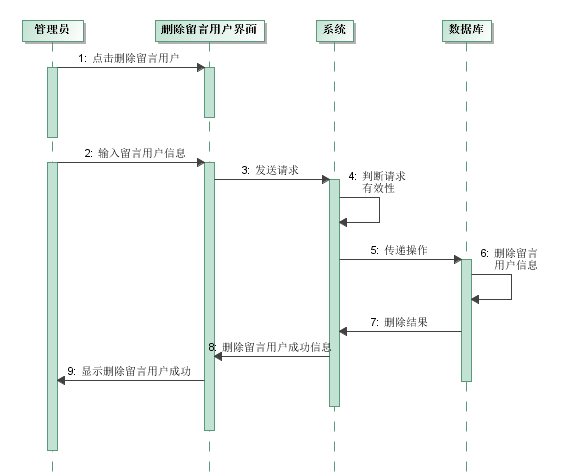 管理员
删除留言用户界面
系统
数据库
1: 点击删除留言用户
2: 输入留言用户信息
3: 发送请求
4: 判断请求
有效性
5: 传递操作
6: 删除留言
用户信息
7: 删除结果
8: 删除留言用户成功信息
9: 显示删除留言用户成功